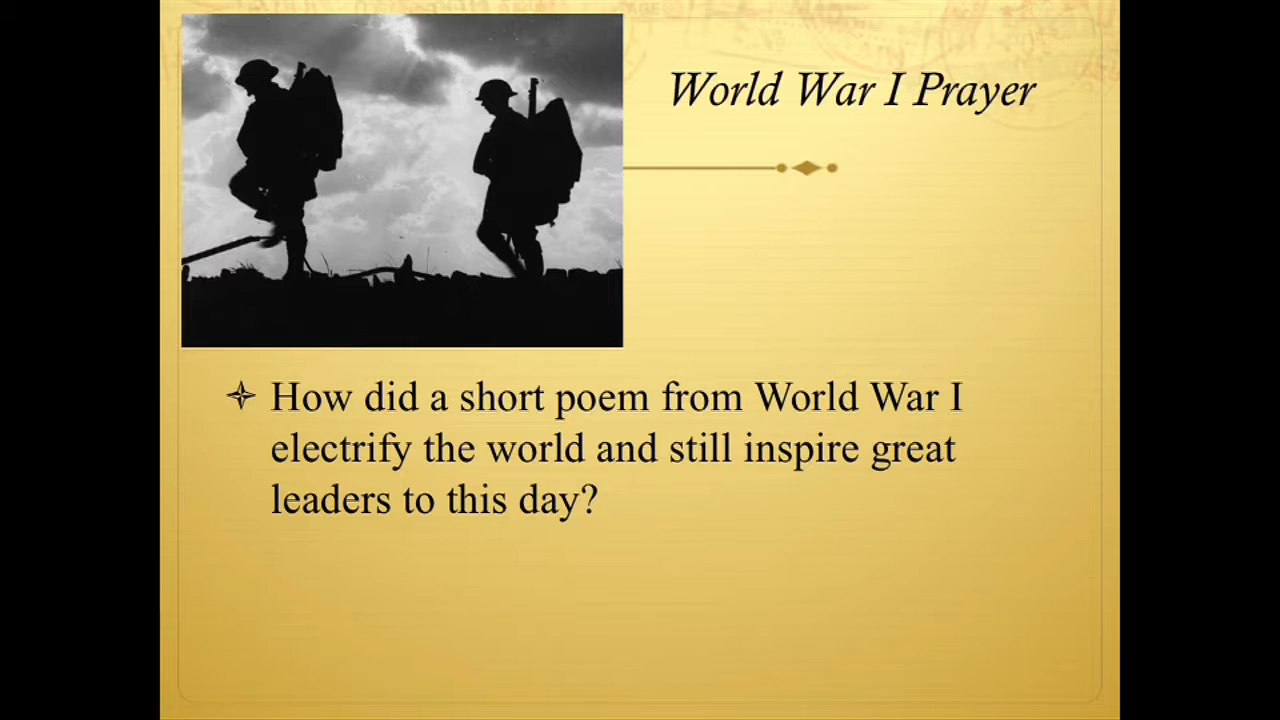 World War I Prayer
How did a short poem from World War I
electrify the world and still inspire great
leaders to this day?